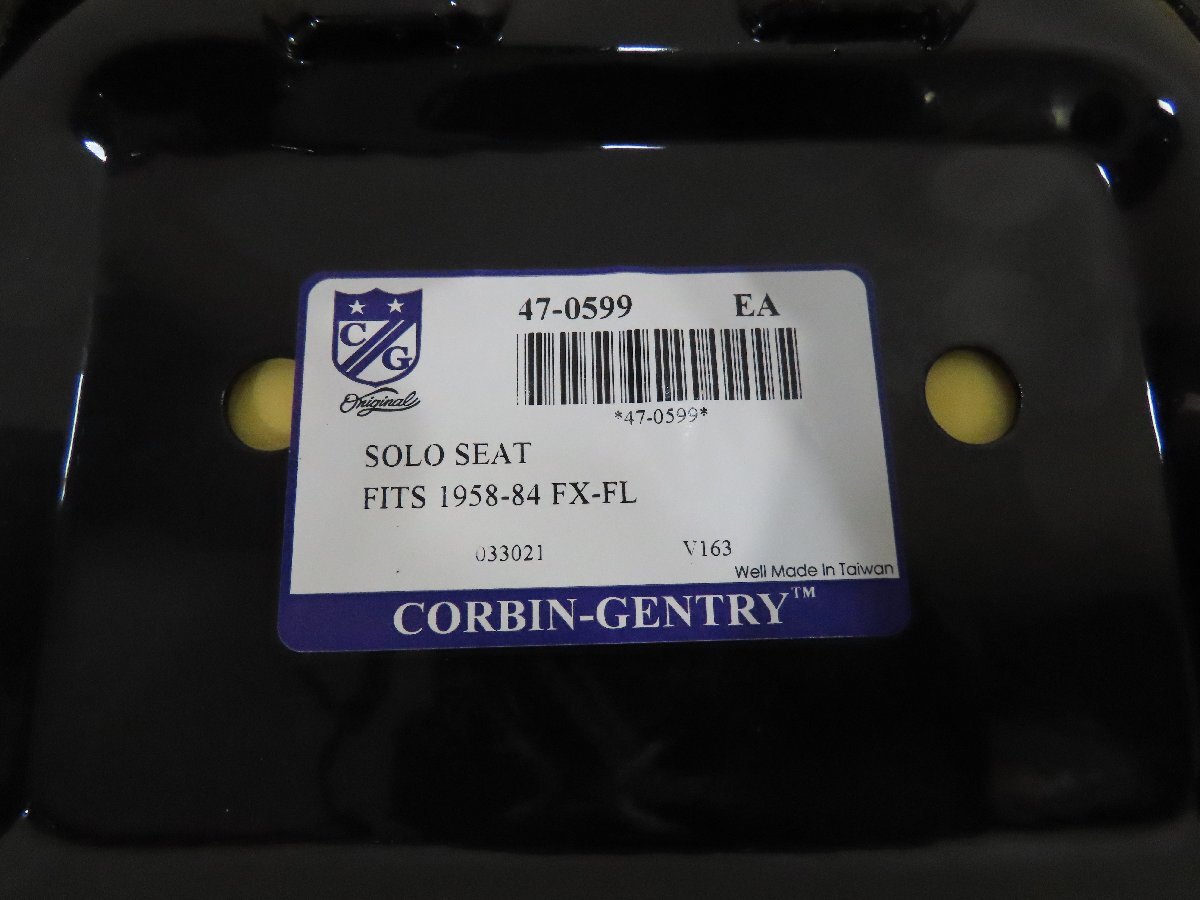 47-0599 EA
C G
Original
*47-0599*
SOLO SEAT
FITS 1958-84 FX-FL
033021 V163
Well Made In Taiwan
CORBIN-GENTRY™